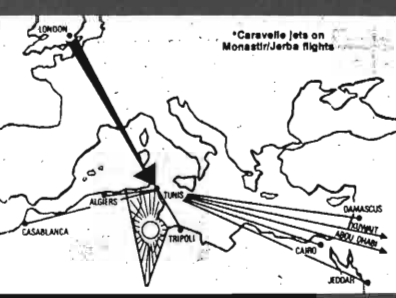 LONDON
*Caravelle jets on
Monastir/Jerba flights
ALGIERS
TUNIS
CASABLANCA
TRIPOLI
DAMASCUS
KUWAIT
ABOU DHABI
CAIRO
JEDDAH